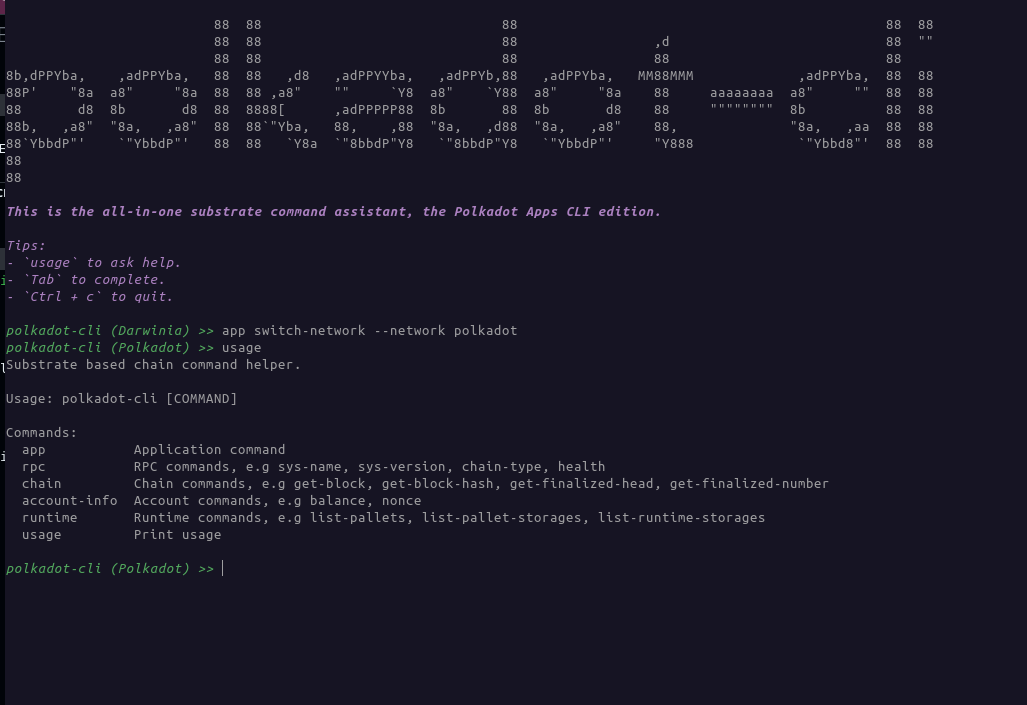 88  88                              88                                              88  88
                          88  88                              88                 ,d                           88  ""
                          88  88                              88                 88                           88
8b,dPPYba,    ,adPPYba,   88  88   ,d8   ,adPPYYba,   ,adPPYb,88   ,adPPYba,   MM88MMM             ,adPPYba,  88  88
88P'    "8a  a8"     "8a  88  88 ,a8"    ""     `Y8  a8"    `Y88  a8"     "8a    88     aaaaaaaa  a8"     ""  88  88
88       d8  8b       d8  88  8888[      ,adPPPPP88  8b       88  8b       d8    88     """"""""  8b          88  88
88b,   ,a8"  "8a,   ,a8"  88  88`"Yba,   88,    ,88  "8a,   ,d88  "8a,   ,a8"    88,              "8a,   ,aa  88  88
88`YbbdP"'    `"YbbdP"'   88  88   `Y8a  `"8bbdP"Y8   `"8bbdP"Y8   `"YbbdP"'     "Y888             `"Ybbd8"'  88  88
88
88
This is the all-in-one substrate command assistant, the Polkadot Apps CLI edition.
Tips:
- `usage` to ask help.
- `Tab` to complete.
- `Ctrl + c` to quit.
polkadot-cli (Darwinia) >> app switch-network --network polkadot
polkadot-cli (Polkadot) >> usage
Substrate based chain command helper.
Usage: polkadot-cli [COMMAND]
Commands:
  app           Application command
  rpc           RPC commands, e.g sys-name, sys-version, chain-type, health
  chain         Chain commands, e.g get-block, get-block-hash, get-finalized-head, get-finalized-number
  account-info  Account commands, e.g balance, nonce
  runtime       Runtime commands, e.g list-pallets, list-pallet-storages, list-runtime-storages
  usage         Print usage
polkadot-cli (Polkadot) >>